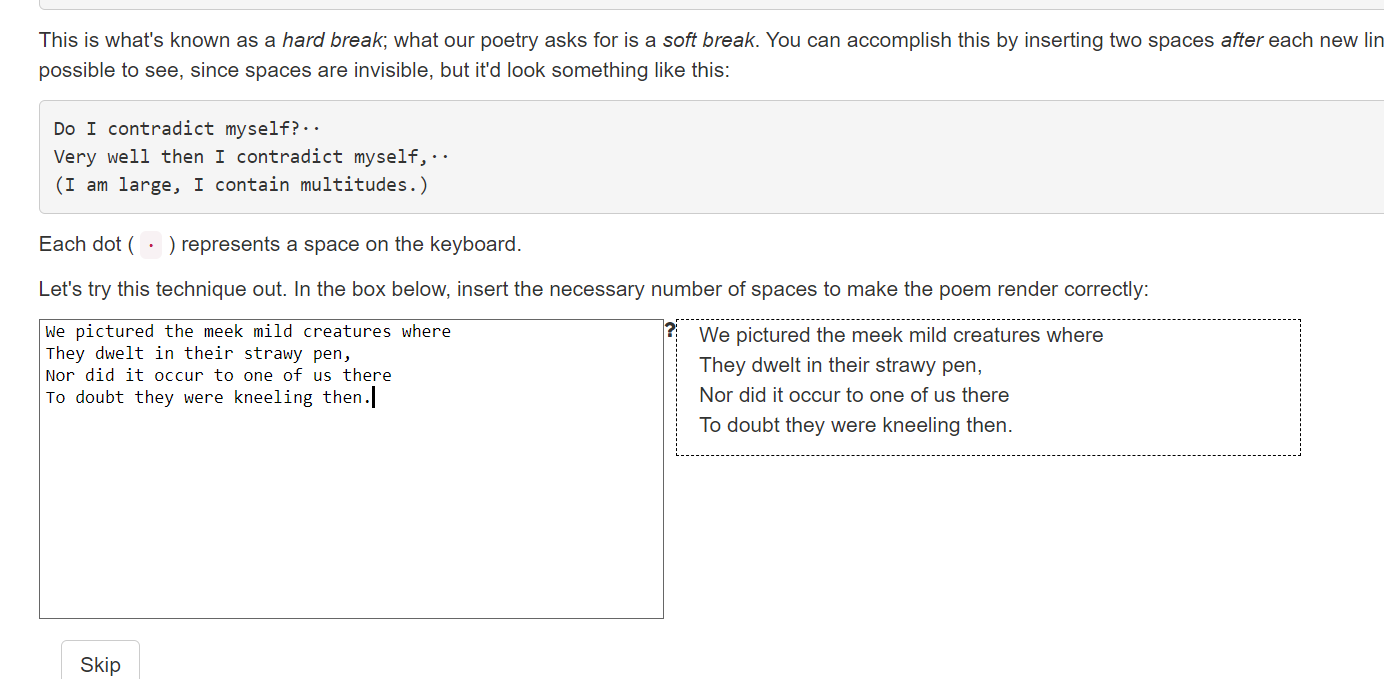 This is what's known as a hard break; what our poetry asks for is a soft break. You can accomplish this by inserting two spaces after each new lin
possible to see, since spaces are invisible, but it'd look something like this:
Do I contradict myself?··
Very well then I contradict myself,··
(I am large, I contain multitudes.)
Each dot ( · ) represents a space on the keyboard.
Let's try this technique out. In the box below, insert the necessary number of spaces to make the poem render correctly:
We pictured the meek mild creatures where
They dwelt in their strawy pen,
Nor did it occur to one of us there
To doubt they were kneeling then.
?
We pictured the meek mild creatures where
They dwelt in their strawy pen,
Nor did it occur to one of us there
To doubt they were kneeling then.
Skip